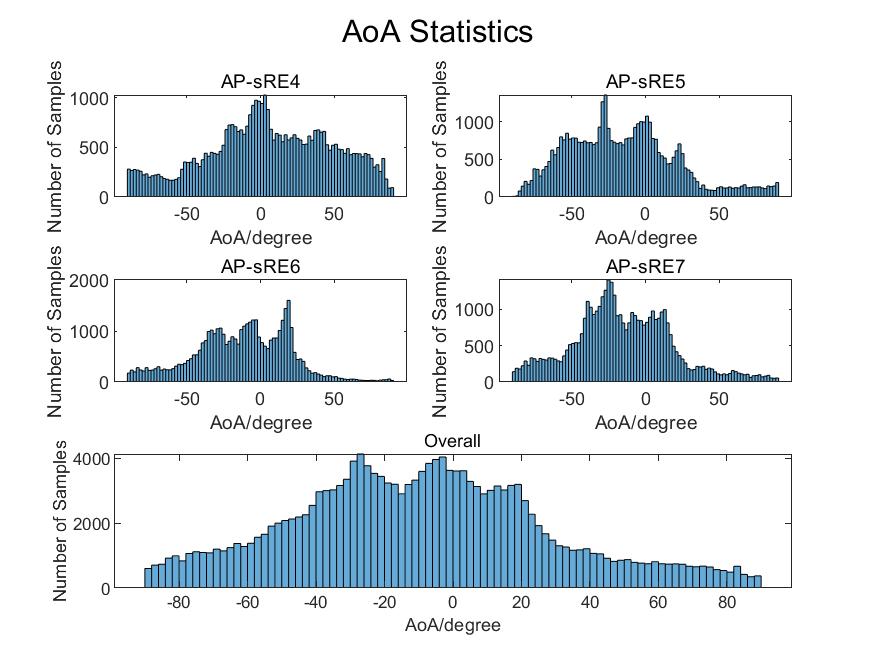 AoA Statistics
AP-sRE4
Number of Samples
1000
500
0
-50 0 50
AoA/degree
AP-sRE5
Number of Samples
1000
500
0
-50 0 50
AoA/degree
AP-sRE6
Number of Samples
2000
1000
0
-50 0 50
AoA/degree
AP-sRE7
Number of Samples
1000
500
0
-50 0 50
AoA/degree
Overall
Number of Samples
4000
2000
0
-80 -60 -40 -20 0 20 40 60 80
AoA/degree